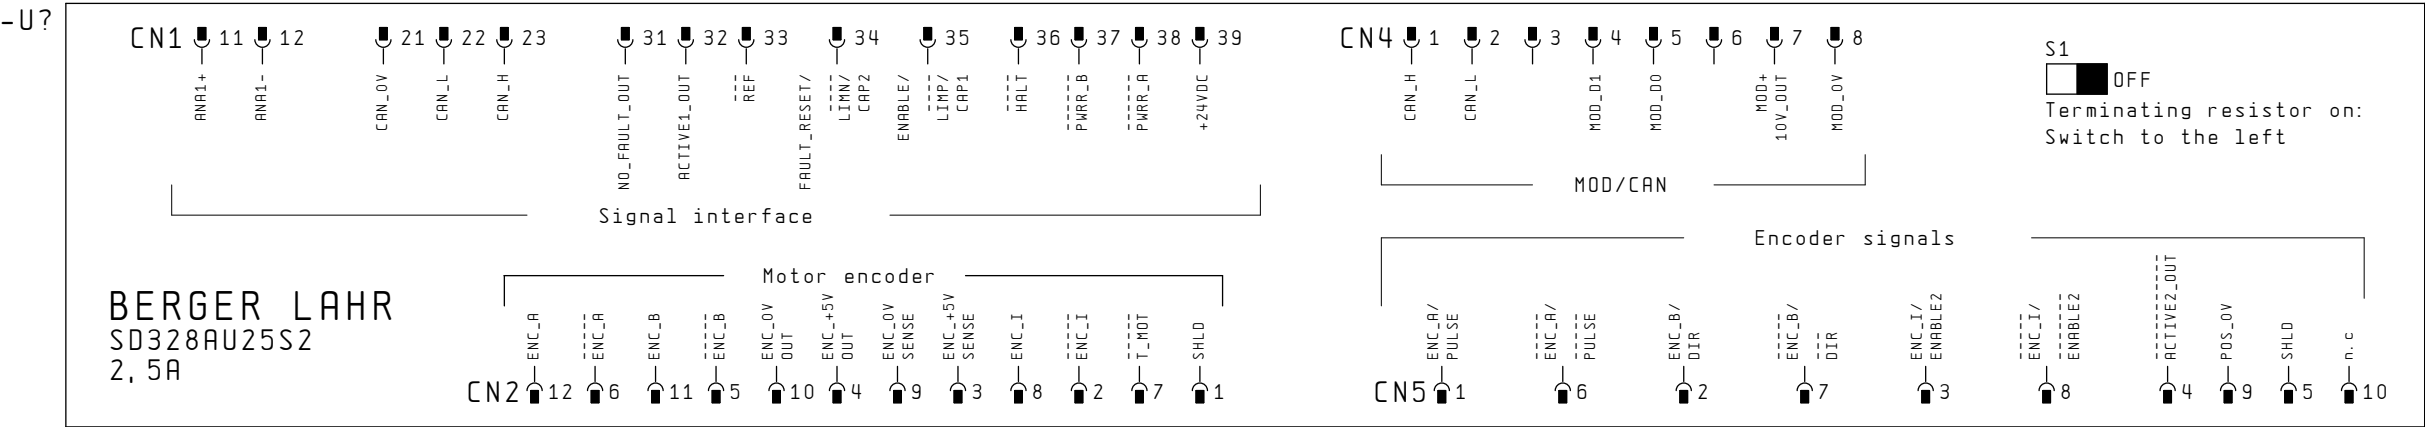 -U?
CN1 11 12 21 22 23 31 32 33 34 35 36 37 38 39
ANA1+
ANA1-
CAN_0V
CAN_L
CAN_H
NO_FAULT_OUT
ACTIVE1_OUT
REF
FAULT_RESET/
LIMN/
CAP2
ENABLE/
LIMP/
CAP1
HALT
PWRR_B
PWRR_A
+24VDC
Signal interface
CN4 1 2 3 4 5 6 7 8
CAN_H
CAN_L
MOD_D1
MOD_D0
MOD+
10V_OUT
MOD_0V
MOD/CAN
S1
OFF
Terminating resistor on:
Switch to the left
BERGER LAHR
SD328AU25S2
2,5A
Motor encoder
ENC_A
ENC_A
ENC_B
ENC_B
ENC_0V
OUT
ENC_+5V
OUT
ENC_0V
SENSE
ENC_+5V
SENSE
ENC_I
ENC_I
T_MOT
SHLD
CN2 12 6 11 5 10 4 9 3 8 2 7 1
Encoder signals
ENC_A/
PULSE
ENC_A/
PULSE
ENC_B/
DIR
ENC_B/
DIR
ENC_I/
ENABLE2
ENC_I/
ENABLE2
ACTIVE2_OUT
POS_0V
SHLD
n.c
CN5 1 6 2 7 3 8 4 9 5 10